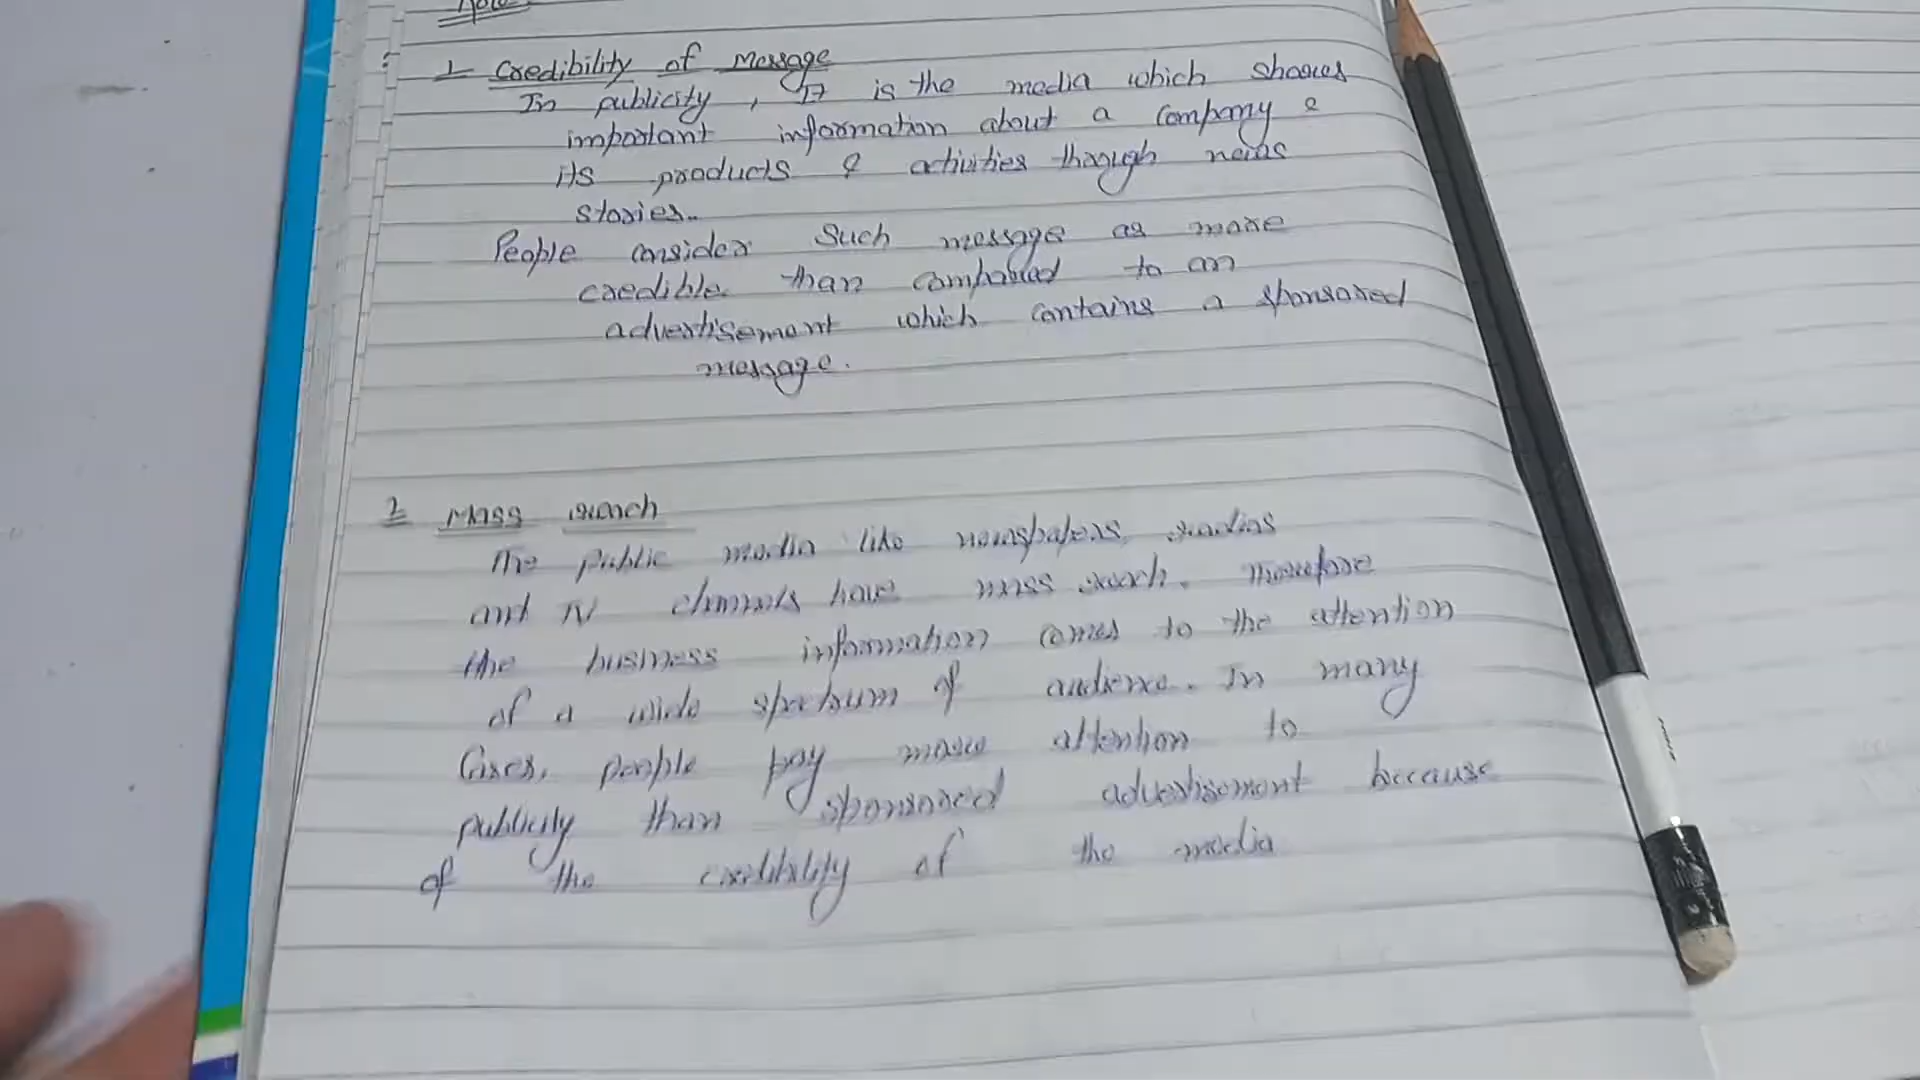 Role
1 Credibility of Message
In publicity, It is the media which shares
important information about a company &
its products & activities through news
stories..
People consider such message as more
credible than compared to an
advertisement which contains a sponsored
message.
2 Mass reach
The public media like newspapers, radios
and TV channels have mass reach. Therefore
the business information comes to the attention
of a wide spectrum of audience. In many
Cases, people pay more attention to
publicity than sponsored advertisement because
of the credibility of the media